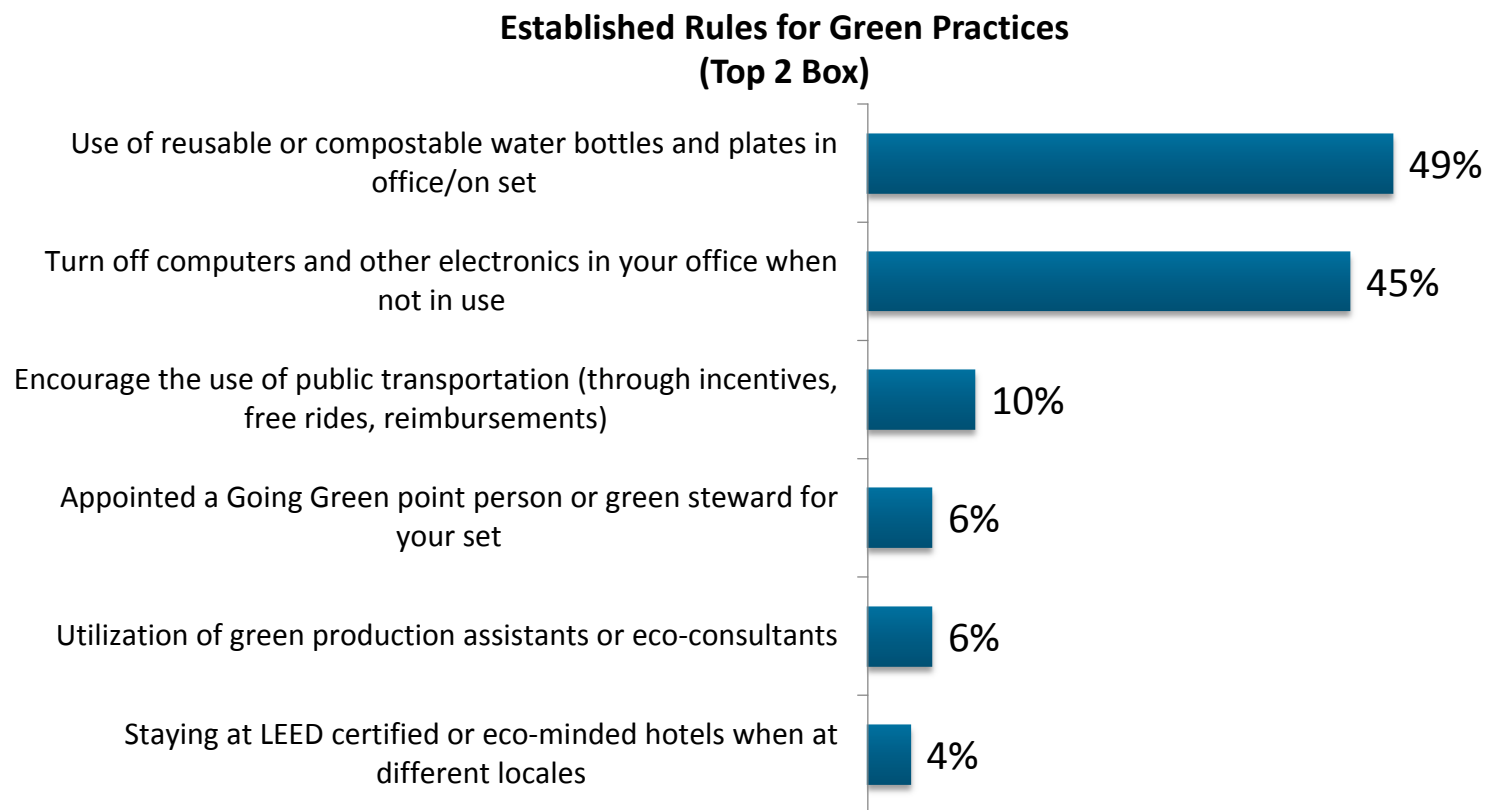 Established Rules for Green Practices
(Top 2 Box)
Use of reusable or compostable water bottles and plates in
office/on set
49%
Turn off computers and other electronics in your office when
not in use
45%
Encourage the use of public transportation (through incentives,
free rides, reimbursements)
10%
Appointed a Going Green point person or green steward for
your set
6%
Utilization of green production assistants or eco-consultants
6%
Staying at LEED certified or eco-minded hotels when at
different locales
4%